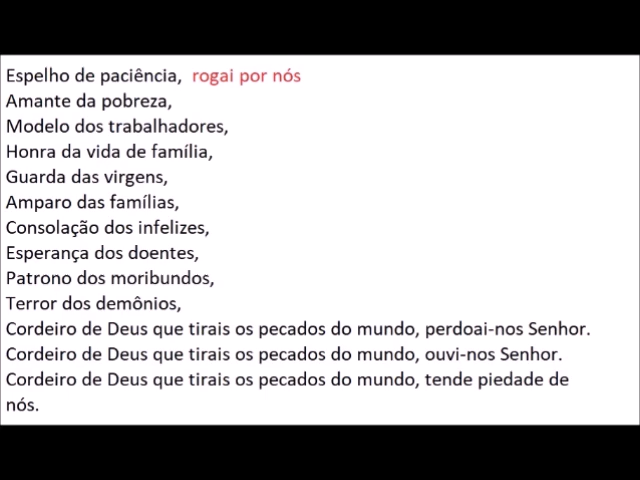 Espelho de paciência, rogai por nós
Amante da pobreza,
Modelo dos trabalhadores,
Honra da vida de família,
Guarda das virgens,
Amparo das famílias,
Consolação dos infelizes,
Esperança dos doentes,
Patrono dos moribundos,
Terror dos demônios,
Cordeiro de Deus que tirais os pecados do mundo, perdoai-nos Senhor.
Cordeiro de Deus que tirais os pecados do mundo, ouvi-nos Senhor.
Cordeiro de Deus que tirais os pecados do mundo, tende piedade de
nós.